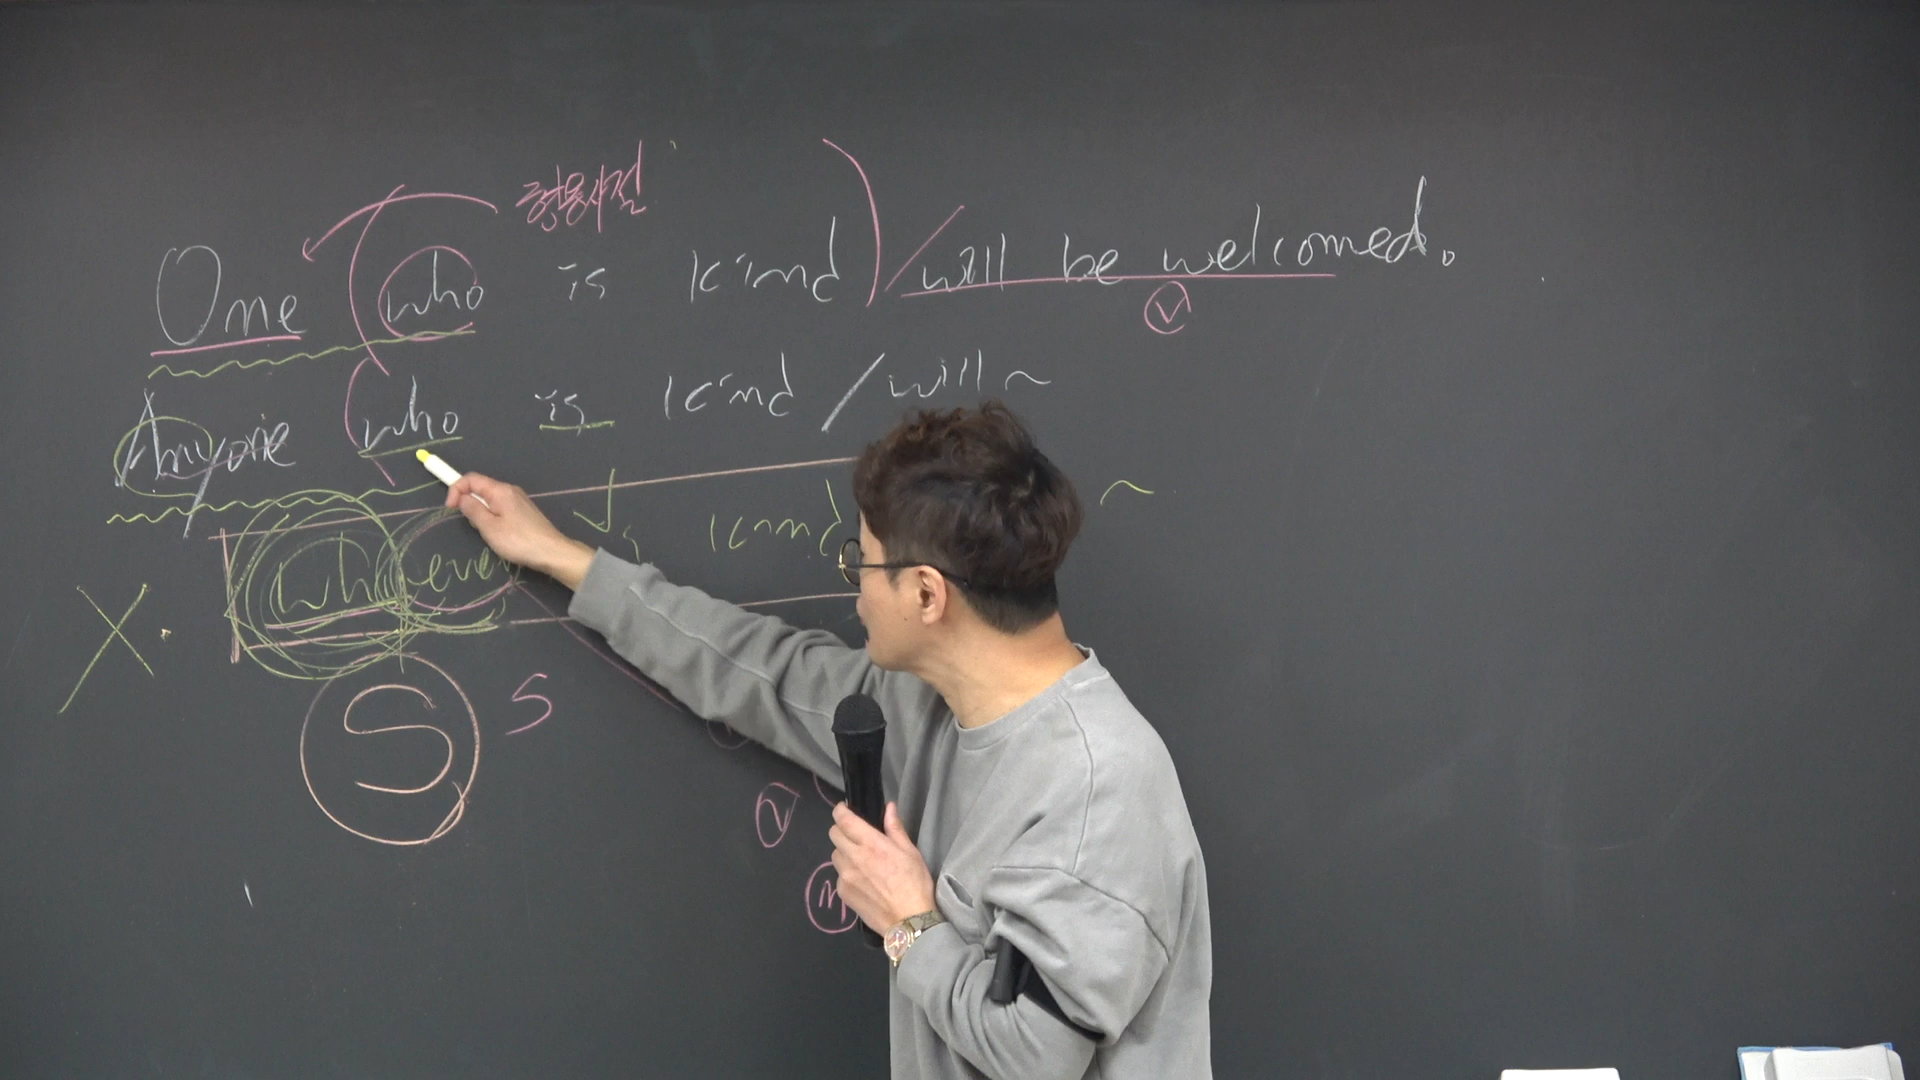 형용사절
One who is kind / will be welcomed.
V
Anyone who is kind / will ~
whoever is kind ~
X
S S
V
n